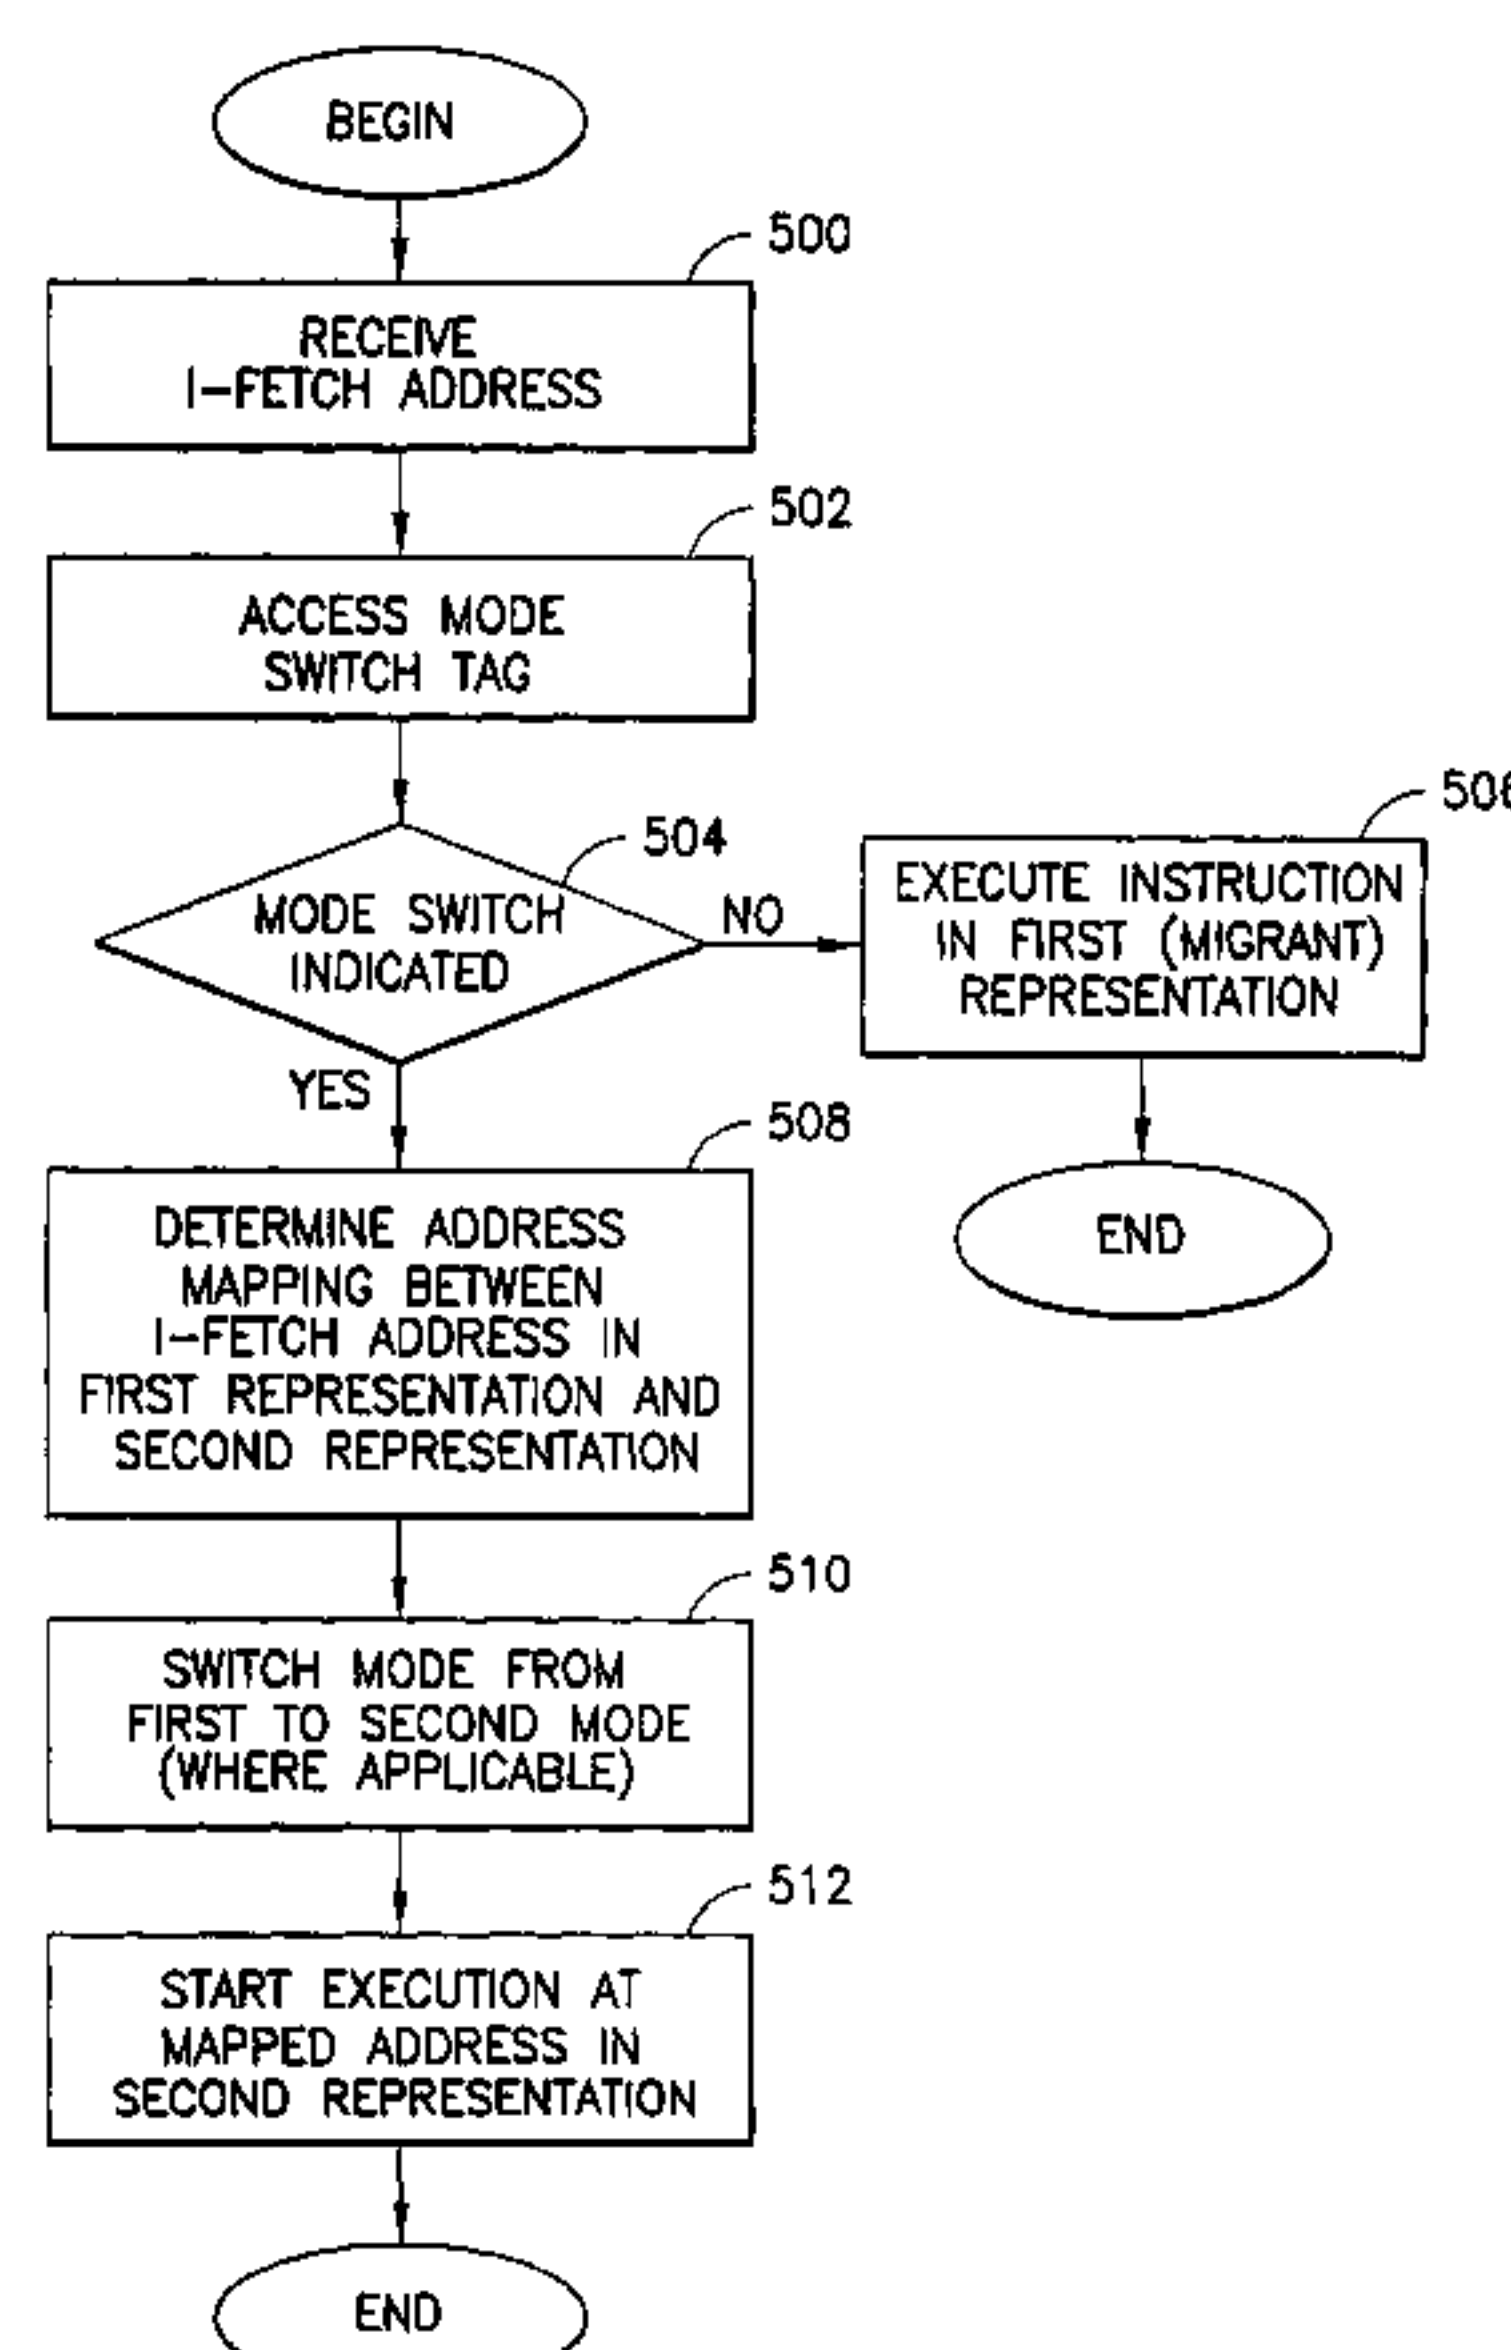 BEGIN
500
RECEIVE
I-FETCH ADDRESS
502
ACCESS MODE
SWITCH TAG
504
MODE SWITCH
INDICATED
NO
506
EXECUTE INSTRUCTION
IN FIRST (MIGRANT)
REPRESENTATION
END
YES
508
DETERMINE ADDRESS
MAPPING BETWEEN
I-FETCH ADDRESS IN
FIRST REPRESENTATION AND
SECOND REPRESENTATION
510
SWITCH MODE FROM
FIRST TO SECOND MODE
(WHERE APPLICABLE)
512
START EXECUTION AT
MAPPED ADDRESS IN
SECOND REPRESENTATION
END